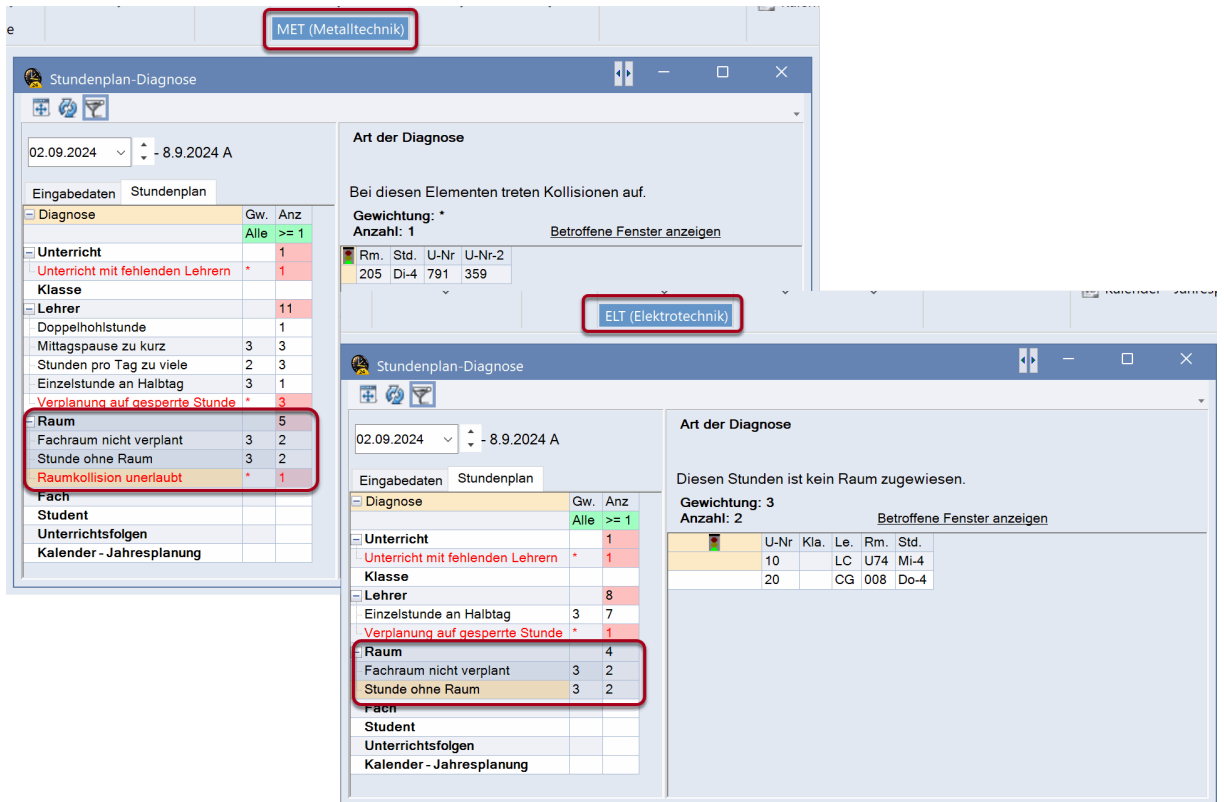 e
MET (Metalltechnik)
Stundenplan-Diagnose
02.09.2024 - 8.9.2024 A
Eingabedaten Stundenplan
Diagnose Gw. Anz
Alle >= 1
Unterricht 1
Unterricht mit fehlenden Lehrern * 1
Klasse
Lehrer 11
Doppelhohlstunde 1
Mittagspause zu kurz 3 3
Stunden pro Tag zu viele 2 3
Einzelstunde an Halbtag 3 1
Verplanung auf gesperrte Stunde * 3
Raum 5
Fachraum nicht verplant 3 2
Stunde ohne Raum 3 2
Raumkollision unerlaubt * 1
Fach
Student
Unterrichtsfolgen
Kalender - Jahresplanung
Art der Diagnose
Bei diesen Elementen treten Kollisionen auf.
Gewichtung: *
Anzahl: 1 Betroffene Fenster anzeigen
Rm. Std. U-Nr U-Nr-2
205 Di-4 791 359
ELT (Elektrotechnik)
Stundenplan-Diagnose
02.09.2024 - 8.9.2024 A
Eingabedaten Stundenplan
Diagnose Gw. Anz
Alle >= 1
Unterricht 1
Unterricht mit fehlenden Lehrern * 1
Klasse
Lehrer 8
Einzelstunde an Halbtag 3 7
Verplanung auf gesperrte Stunde * 1
Raum 4
Fachraum nicht verplant 3 2
Stunde ohne Raum 3 2
Fach
Student
Unterrichtsfolgen
Kalender - Jahresplanung
Art der Diagnose
Diesen Stunden ist kein Raum zugewiesen.
Gewichtung: 3
Anzahl: 2 Betroffene Fenster anzeigen
U-Nr Kla. Le. Rm. Std.
10 LC U74 Mi-4
20 CG 008 Do-4